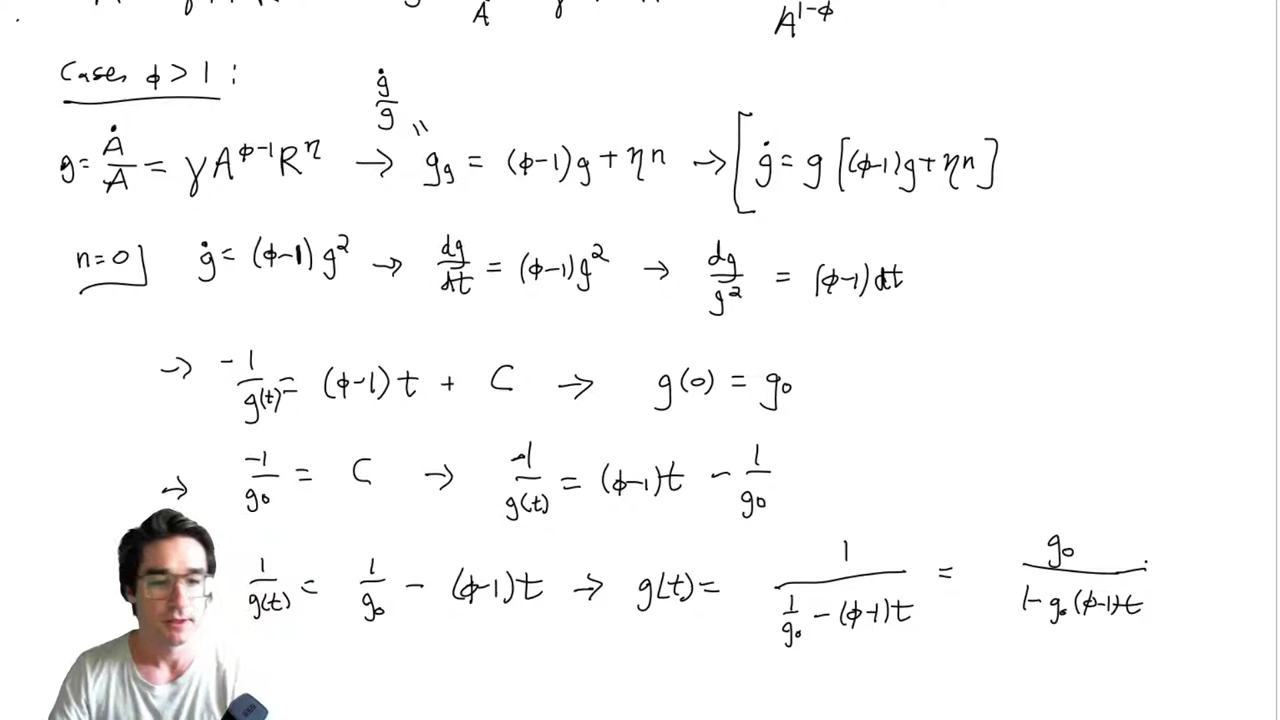 A^{1-ϕ}
Cases ϕ > 1 :
g = Ȧ/A = γ A^{ϕ-1} R^η → ġ/g = g_g = (ϕ-1)g + ηn → [ ġ = g [(ϕ-1)g + ηn]
n=0] ġ = (ϕ-1) g² → dg/dt = (ϕ-1)g² → dg/g² = (ϕ-1)dt
→ -1/g(t) = (ϕ-1)t + C → g(0) = g₀
→ -1/g₀ = C → -1/g(t) = (ϕ-1)t - 1/g₀
1/g(t) = 1/g₀ - (ϕ-1)t → g(t) = 1/(1/g₀ - (ϕ-1)t) = g₀/(1 - g₀(ϕ-1)t)